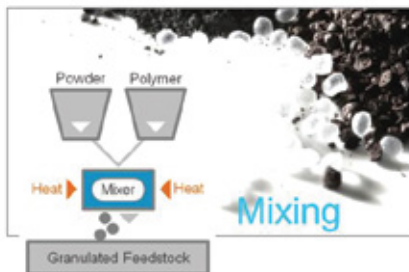 Powder Polymer
Heat Mixer Heat
Mixing
Granulated Feedstock